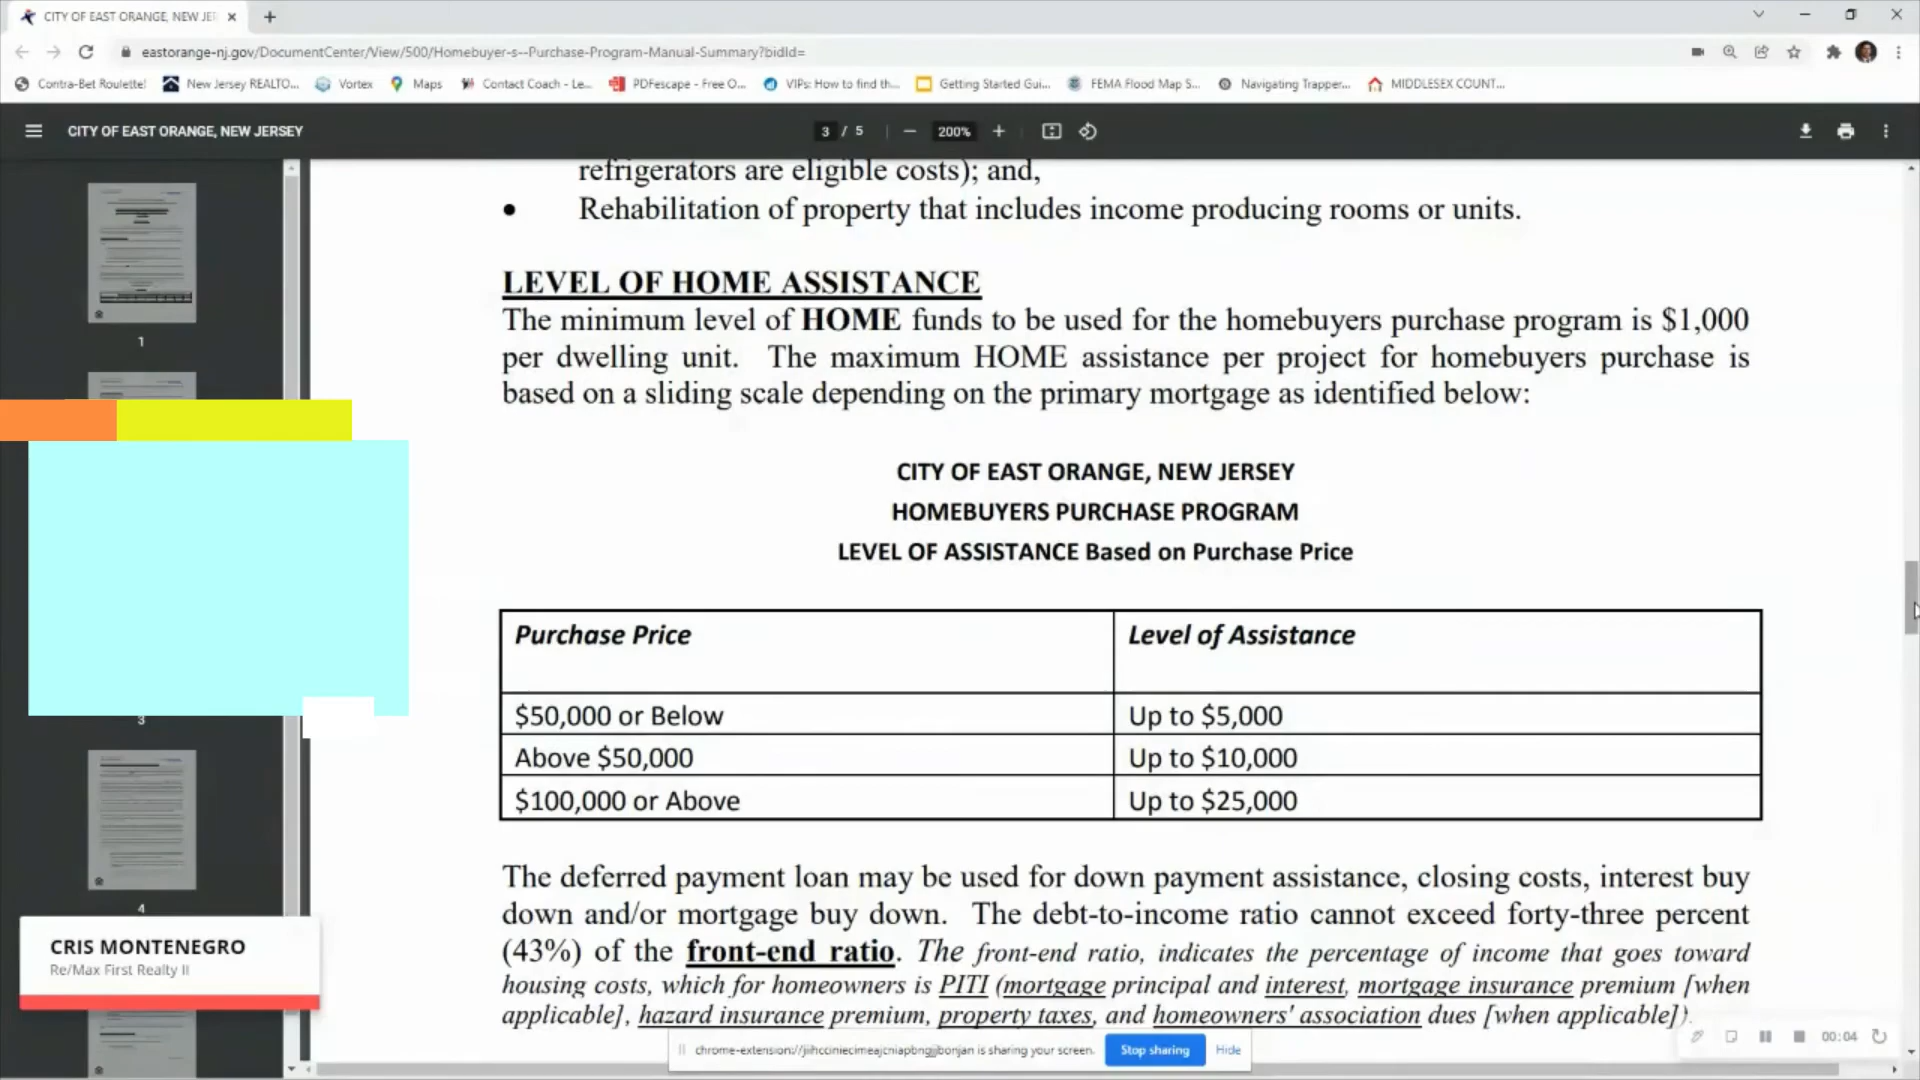 CITY OF EAST ORANGE, NEW JE
eastorange-nj.gov/DocumentCenter/View/500/Homebuyer-s--Purchase-Program-Manual-Summary?bidId=
Contra-Bet Roulette! New Jersey REALTO... Vortex Maps Contact Coach - Le... PDFescape - Free O... VIPs: How to find th... Getting Started Gui... FEMA Flood Map S... Navigating Trapper... MIDDLESEX COUNT...
CITY OF EAST ORANGE, NEW JERSEY 3 / 5 200%
refrigerators are eligible costs); and,
• Rehabilitation of property that includes income producing rooms or units.
LEVEL OF HOME ASSISTANCE
The minimum level of HOME funds to be used for the homebuyers purchase program is $1,000
per dwelling unit. The maximum HOME assistance per project for homebuyers purchase is
based on a sliding scale depending on the primary mortgage as identified below:
CITY OF EAST ORANGE, NEW JERSEY
HOMEBUYERS PURCHASE PROGRAM
LEVEL OF ASSISTANCE Based on Purchase Price
Purchase Price Level of Assistance
$50,000 or Below Up to $5,000
Above $50,000 Up to $10,000
$100,000 or Above Up to $25,000
The deferred payment loan may be used for down payment assistance, closing costs, interest buy
down and/or mortgage buy down. The debt-to-income ratio cannot exceed forty-three percent
(43%) of the front-end ratio. The front-end ratio, indicates the percentage of income that goes toward
housing costs, which for homeowners is PITI (mortgage principal and interest, mortgage insurance premium [when
applicable], hazard insurance premium, property taxes, and homeowners' association dues [when applicable]).
1
3
4
CRIS MONTENEGRO
Re/Max First Realty II
is sharing your screen. Stop sharing Hide
00:04